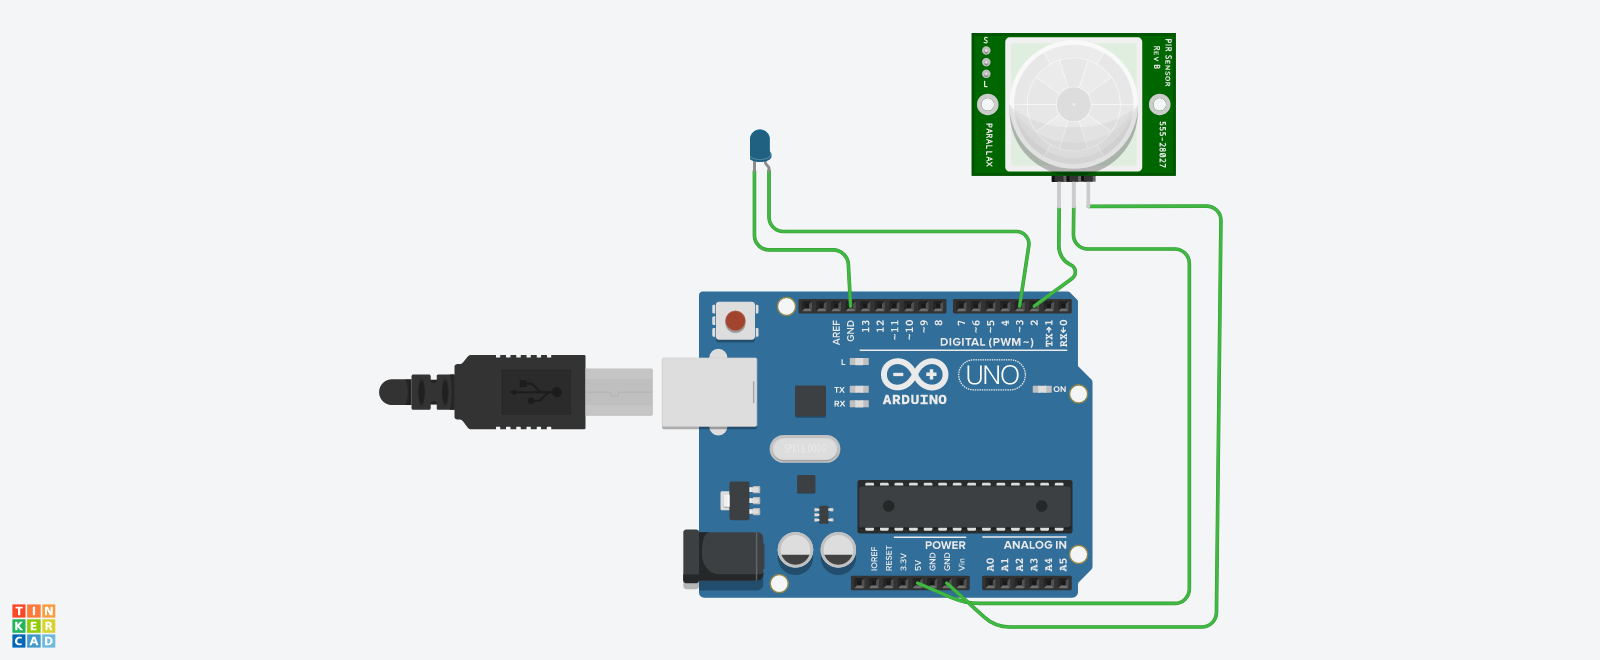 S
L
PARALLAX
PIR SENSOR
REV B
555-28027
AREF
GND
13
12
~11
~10
~9
8
7
~6
~5
4
~3
2
TX→1
RX←0
DIGITAL (PWM~)
L
TX
RX
ARDUINO
UNO
ON
IOREF
RESET
3.3V
5V
GND
GND
Vin
POWER
A0
A1
A2
A3
A4
A5
ANALOG IN
TIN
KER
CAD